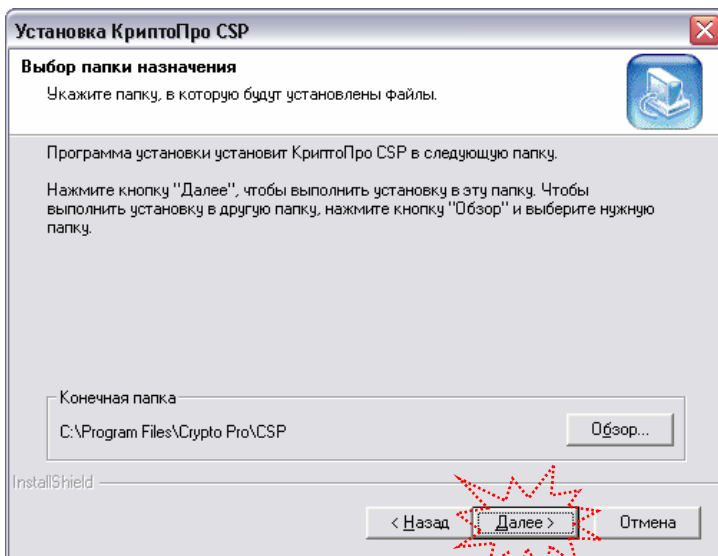 Установка КриптоПро CSP
Выбор папки назначения
Укажите папку, в которую будут установлены файлы.
Программа установки установит КриптоПро CSP в следующую папку.
Нажмите кнопку "Далее", чтобы выполнить установку в эту папку. Чтобы
выполнить установку в другую папку, нажмите кнопку "Обзор" и выберите нужную
папку.
Конечная папка
C:\Program Files\Crypto Pro\CSP
Обзор...
InstallShield
< Назад Далее > Отмена